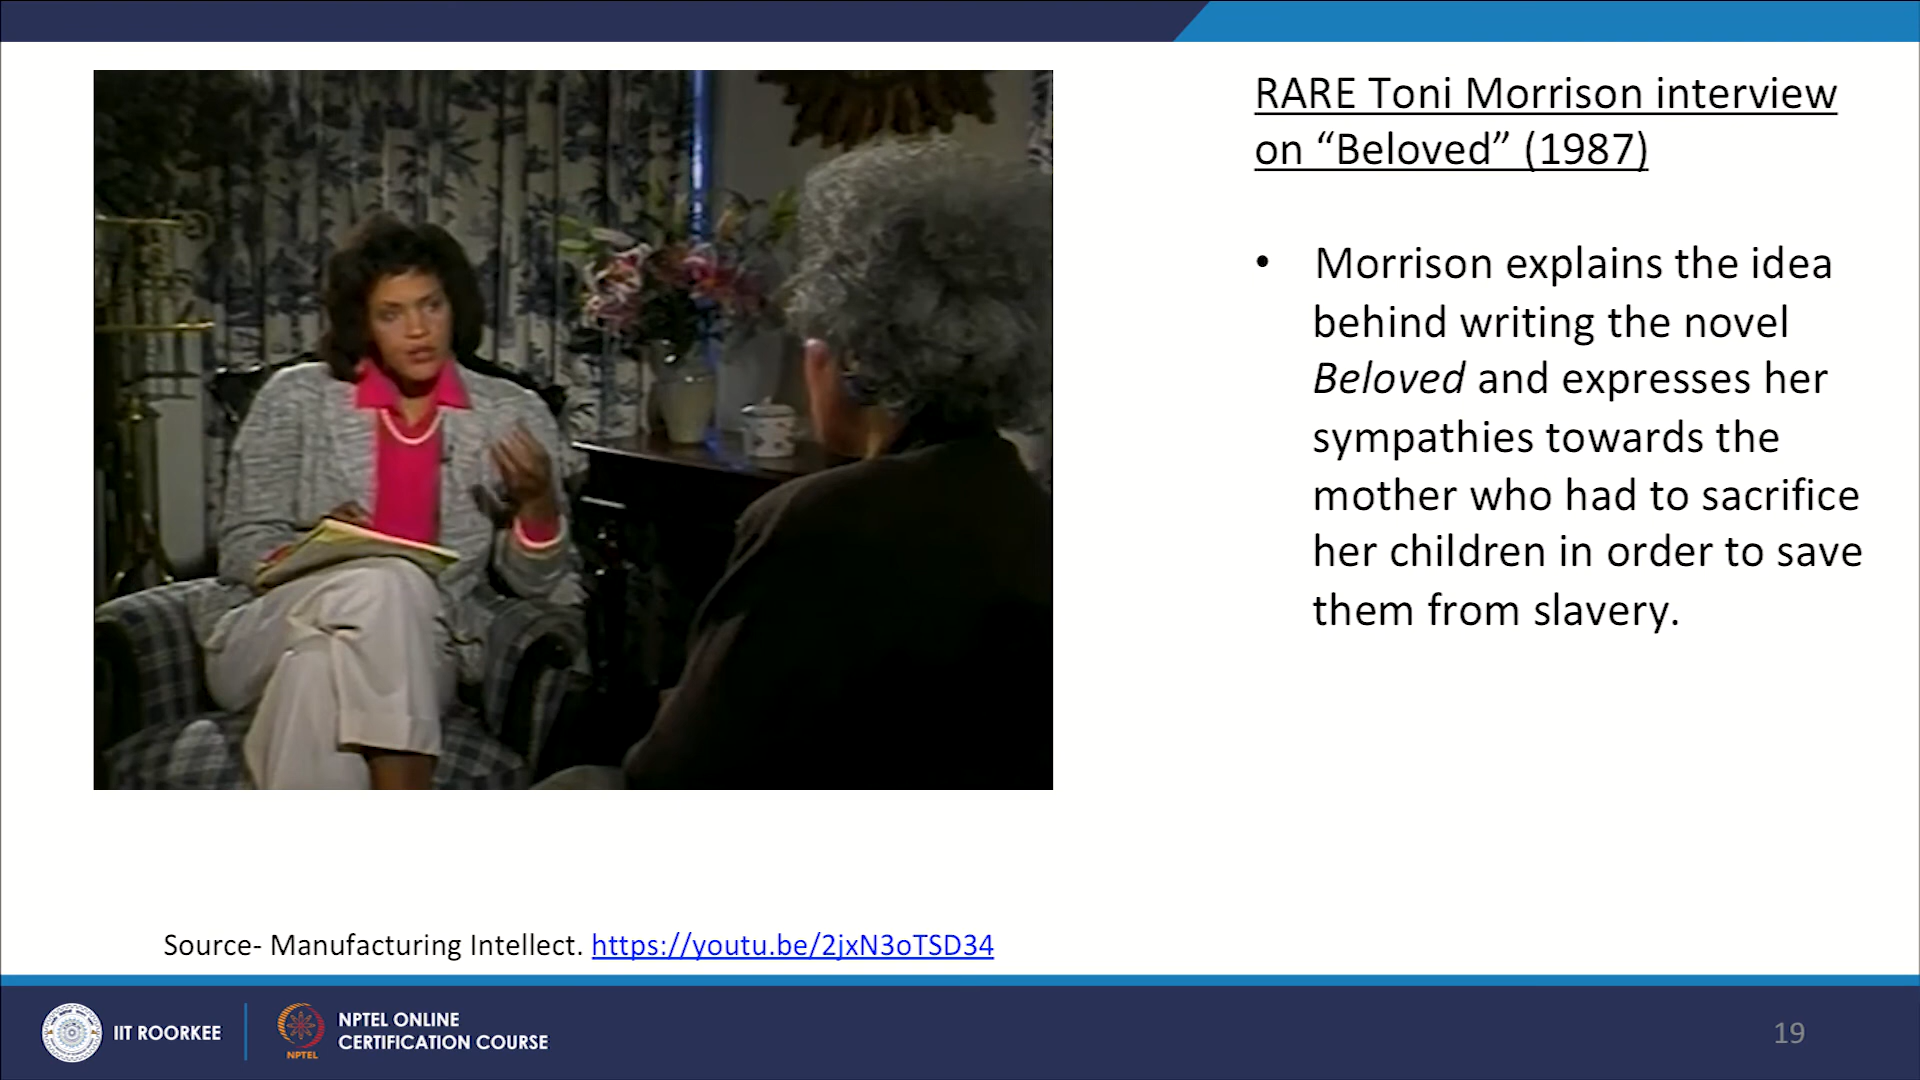 RARE Toni Morrison interview
on “Beloved” (1987)
• Morrison explains the idea
behind writing the novel
Beloved and expresses her
sympathies towards the
mother who had to sacrifice
her children in order to save
them from slavery.
Source- Manufacturing Intellect. https://youtu.be/2jxN3oTSD34
IIT ROORKEE
NPTEL
NPTEL ONLINE
CERTIFICATION COURSE
19